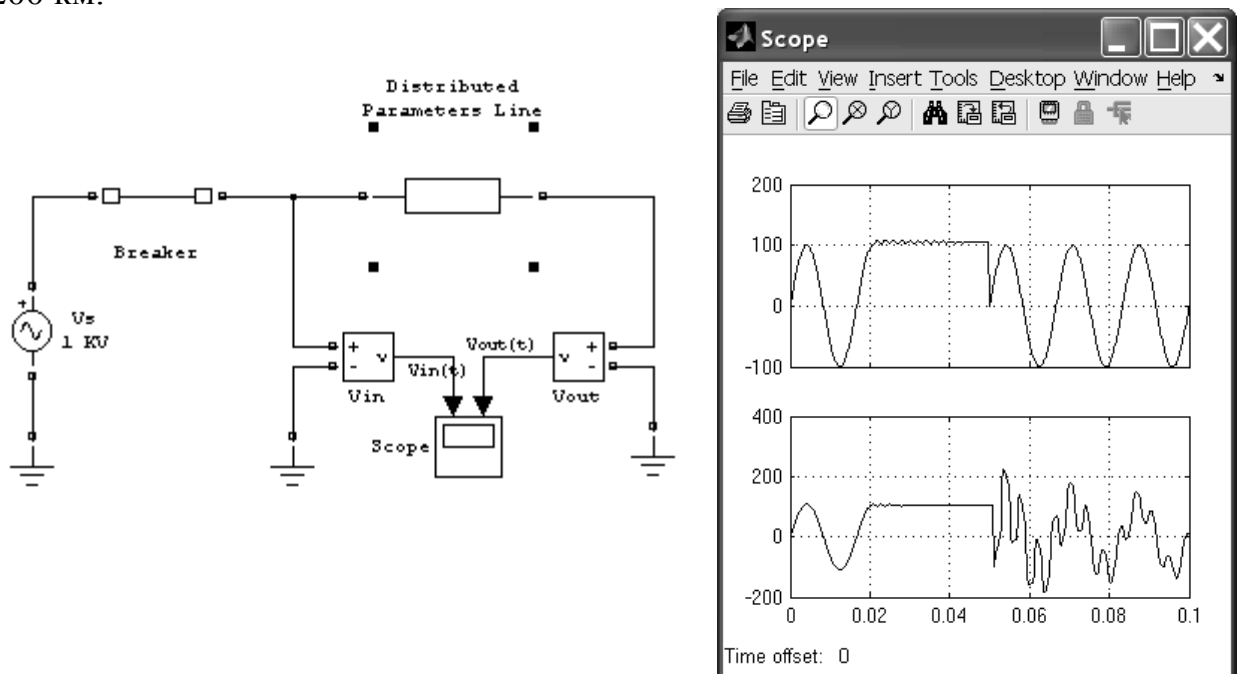 200 км.
Distributed
Parameters Line
Breaker
Vs
1 KV
Vin(t)
Vout(t)
Vin
Vout
Scope
Scope
File Edit View Insert Tools Desktop Window Help
200
100
0
-100
400
200
0
-200
0 0.02 0.04 0.06 0.08 0.1
Time offset: 0